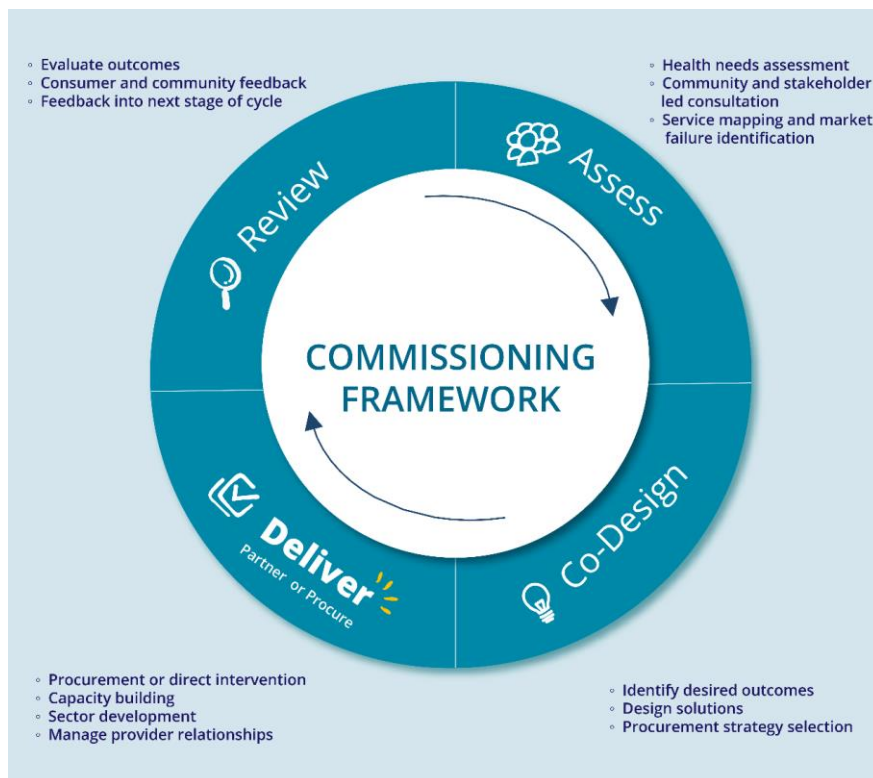 ◦ Evaluate outcomes
◦ Consumer and community feedback
◦ Feedback into next stage of cycle
◦ Health needs assessment
◦ Community and stakeholder
led consultation
◦ Service mapping and market
failure identification
Review
Assess
COMMISSIONING
FRAMEWORK
Deliver
Partner or Procure
Co-Design
◦ Procurement or direct intervention
◦ Capacity building
◦ Sector development
◦ Manage provider relationships
◦ Identify desired outcomes
◦ Design solutions
◦ Procurement strategy selection